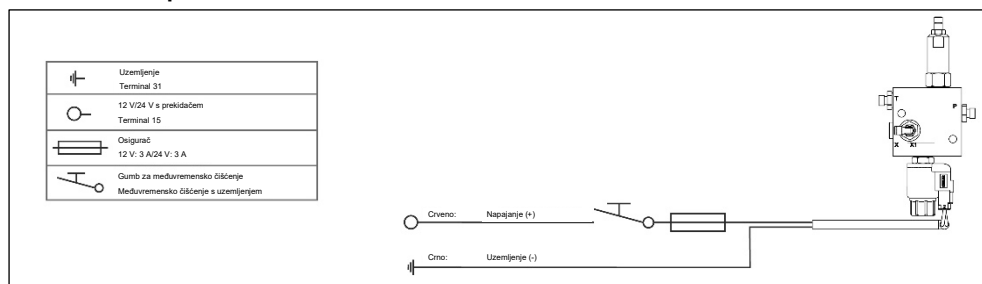 Uzemljenje
Terminal 31
12 V/24 V s prekidačem
Terminal 15
Osigurač
12 V: 3 A/24 V: 3 A
Gumb za međuvremensko čišćenje
Međuvremensko čišćenje s uzemljenjem
T
P
X X1
Crveno: Napajanje (+)
Crno: Uzemljenje (-)